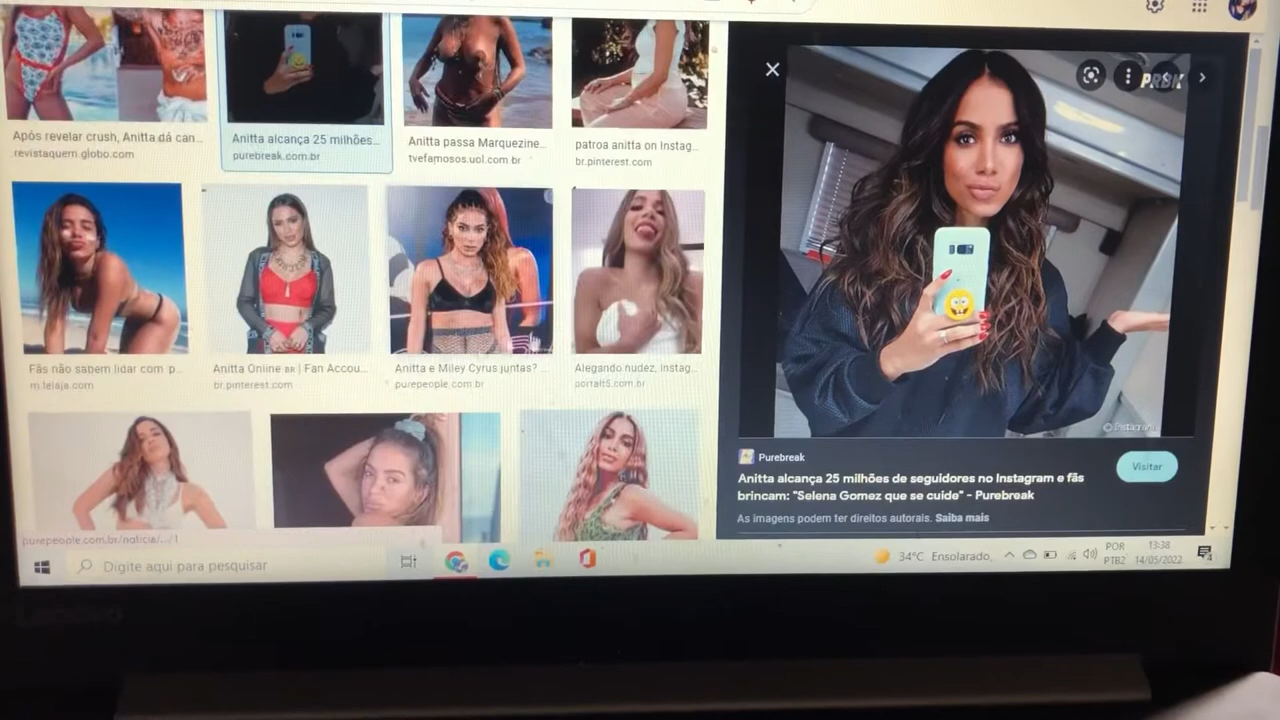 Após revelar crush, Anitta dá can...
revistaquem.globo.com
Anitta alcança 25 milhões...
purebreak.com.br
Anitta passa Marquezine...
tvefamosos.uol.com.br
patroa anitta on Instag...
br.pinterest.com
Fãs não sabem lidar com p...
m.leiaja.com
Anitta Online BR | Fan Accou...
br.pinterest.com
Anitta e Miley Cyrus juntas? ...
purepeople.com.br
Alegando nudez, Instag...
portalt5.com.br
PRBK
© Instagram
Purebreak
Visitar
Anitta alcança 25 milhões de seguidores no Instagram e fãs
brincam: "Selena Gomez que se cuide" - Purebreak
As imagens podem ter direitos autorais. Saiba mais
purepeople.com.br/noticia/.../1
Digite aqui para pesquisar
34°C Ensolarado
POR
PTB2
13:38
14/05/2022
4